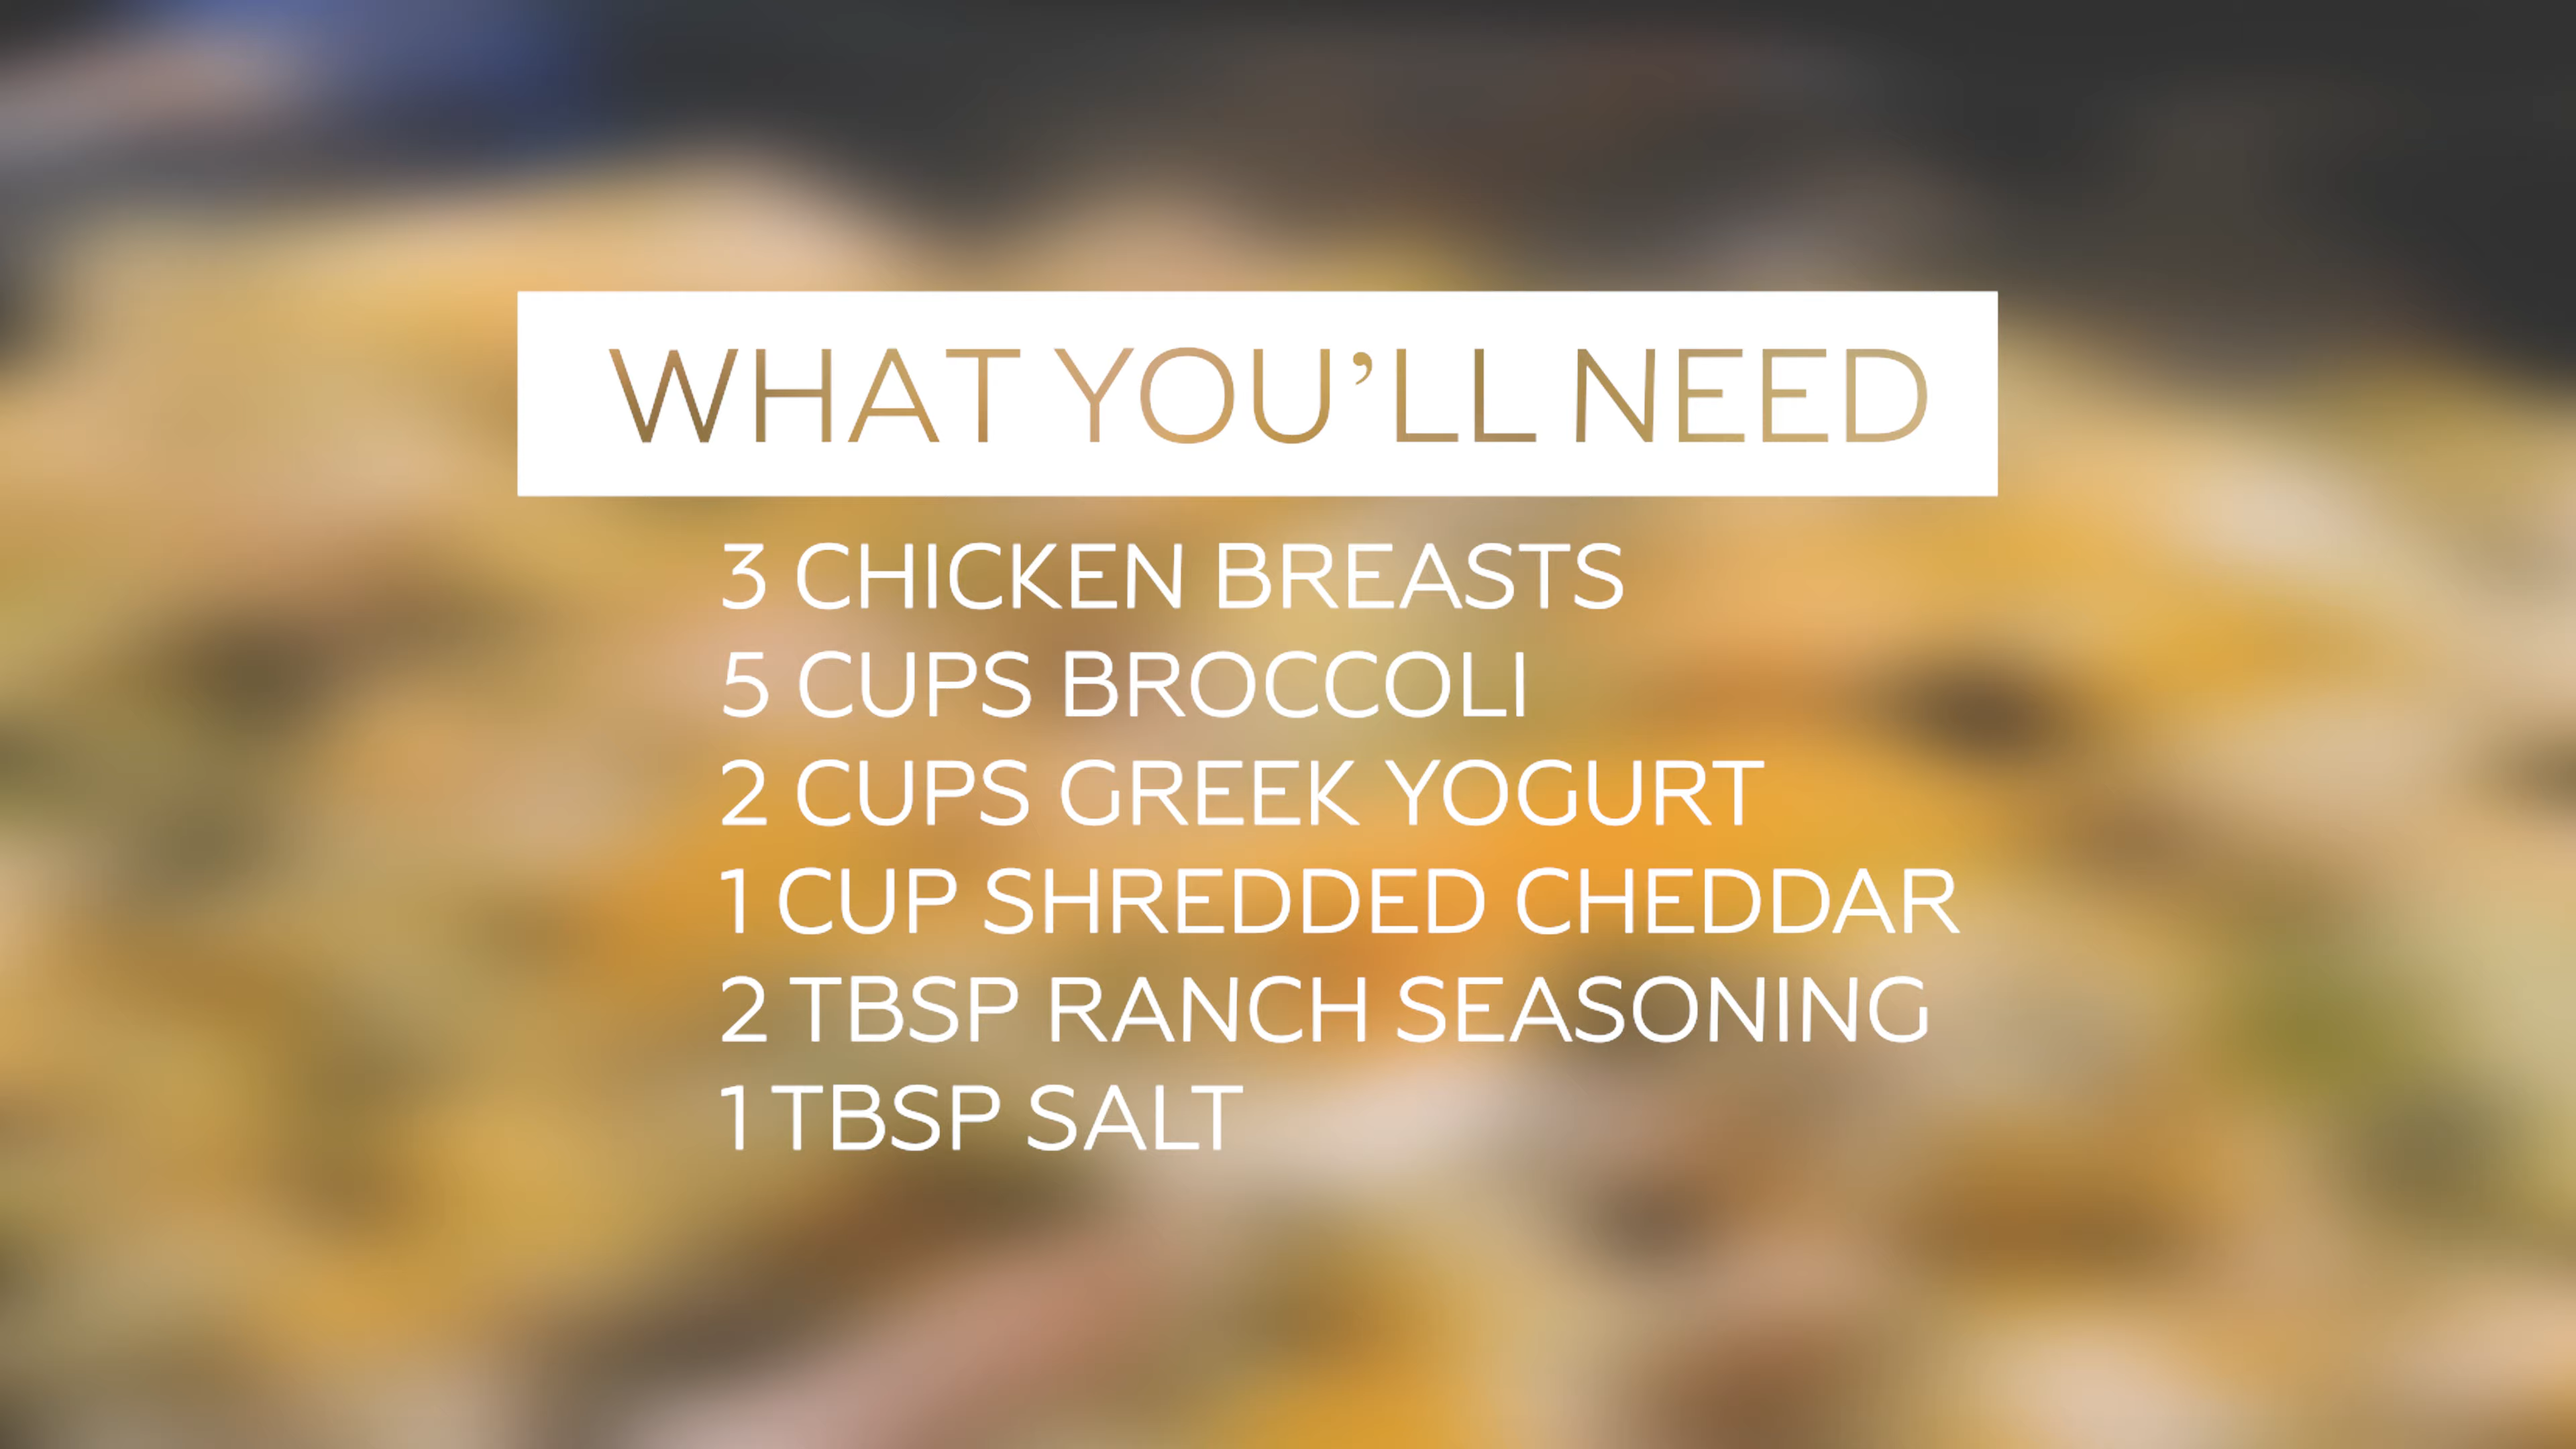 WHAT YOU’LL NEED
3 CHICKEN BREASTS
5 CUPS BROCCOLI
2 CUPS GREEK YOGURT
1 CUP SHREDDED CHEDDAR
2 TBSP RANCH SEASONING
1 TBSP SALT